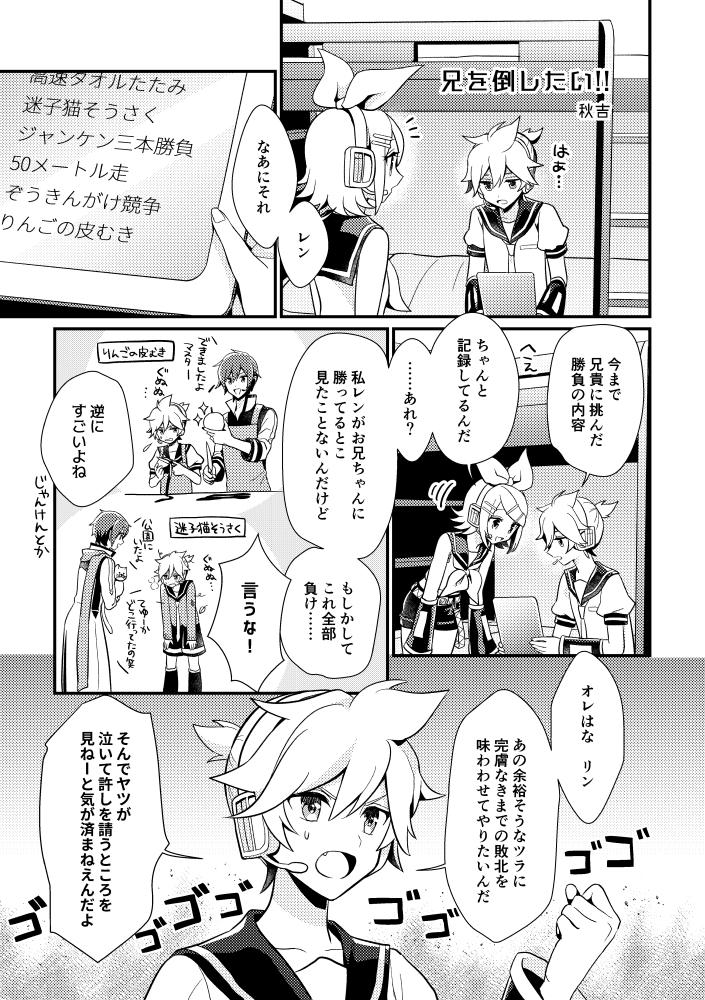 兄を倒したい!!
秋吉
はぁ…
レン
なあにそれ
高速タオルたたみ
迷子猫そうさく
ジャンケン三本勝負
50メートル走
ぞうきんがけ競争
りんごの皮むき
今まで
兄貴に挑んだ
勝負の内容
へえ
ちゃんと
記録してるんだ
……あれ?
私レンがお兄ちゃんに
勝ってるとこ
見たことないんだけど
りんごの皮むき
できましたよ
マスター
ぐぬぬ…
逆に
すごいよね
じゃんけんとか
もしかして
これ全部
負け……
言うな!
迷子猫そうさく
公園に
いたよ
ぐぬぬ…
てゆーか
どこ行ってたの笑
オレはな リン
あの余裕そうなツラに
完膚なきまでの敗北を
味わわせてやりたいんだ
そんでヤツが
泣いて許しを請うところを
見ねーと気が済まねえんだよ
ゴゴ
ゴゴゴ
ゴゴゴ